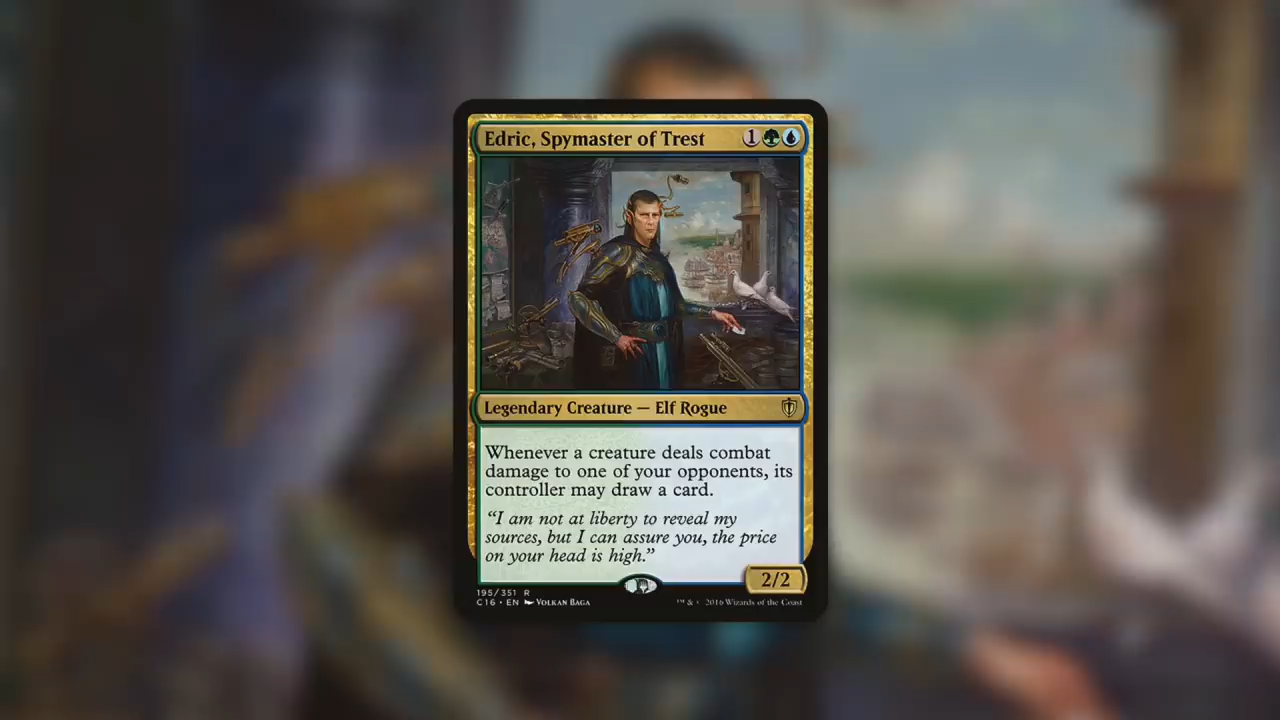 Edric, Spymaster of Trest 1
Legendary Creature — Elf Rogue
Whenever a creature deals combat
damage to one of your opponents, its
controller may draw a card.
“I am not at liberty to reveal my
sources, but I can assure you, the price
on your head is high.”
2/2
195/351 R
C16 • EN Volkan Baga
™ & © 2016 Wizards of the Coast